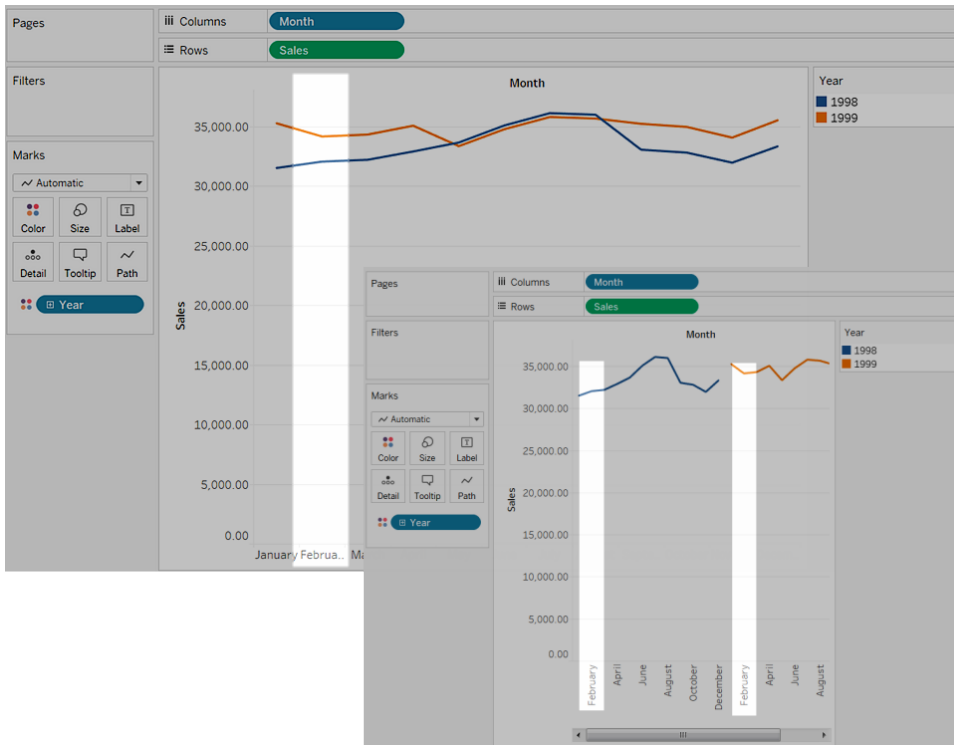 Pages
Columns Month
Rows Sales
Filters
Month
Year
1998
1999
Marks
Automatic
Color Size Label
Detail Tooltip Path
Year
Sales
35,000.00
30,000.00
25,000.00
20,000.00
15,000.00
10,000.00
5,000.00
0.00
January Februa.. Ma
Pages
Columns Month
Rows Sales
Filters
Month
Year
1998
1999
Marks
Automatic
Color Size Label
Detail Tooltip Path
Year
Sales
35,000.00
30,000.00
25,000.00
20,000.00
15,000.00
10,000.00
5,000.00
0.00
February April June August October December February April June August